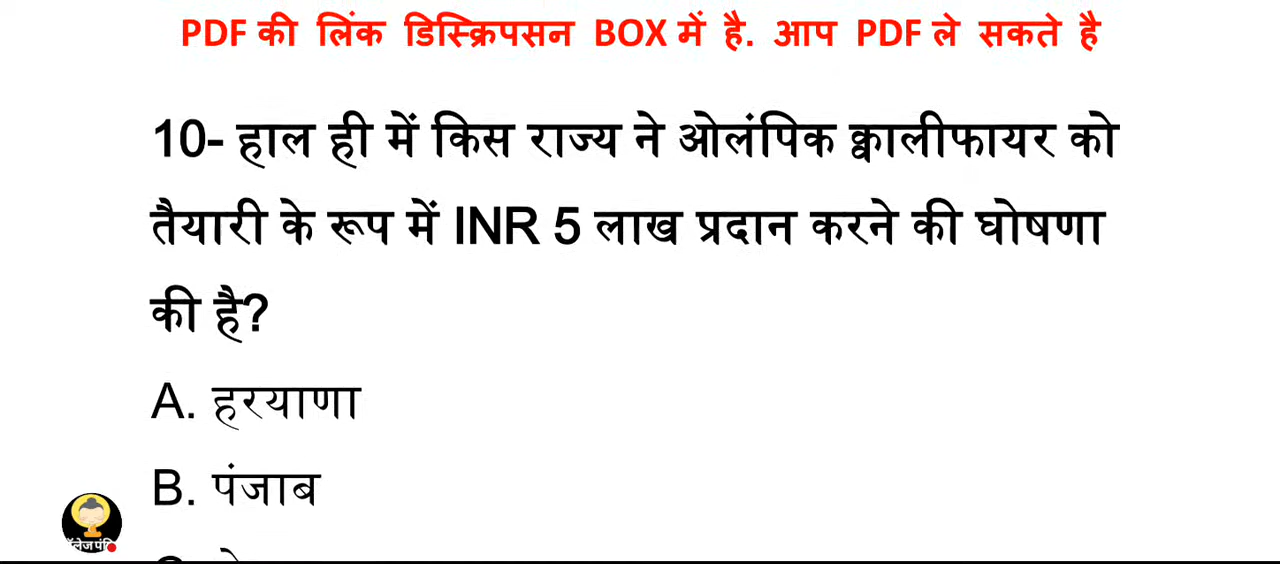 PDF की लिंक डिस्क्रिपसन BOX में है. आप PDF ले सकते है
10- हाल ही में किस राज्य ने ओलंपिक क्वालीफायर को
तैयारी के रूप में INR 5 लाख प्रदान करने की घोषणा
की है?
A. हरयाणा
B. पंजाब